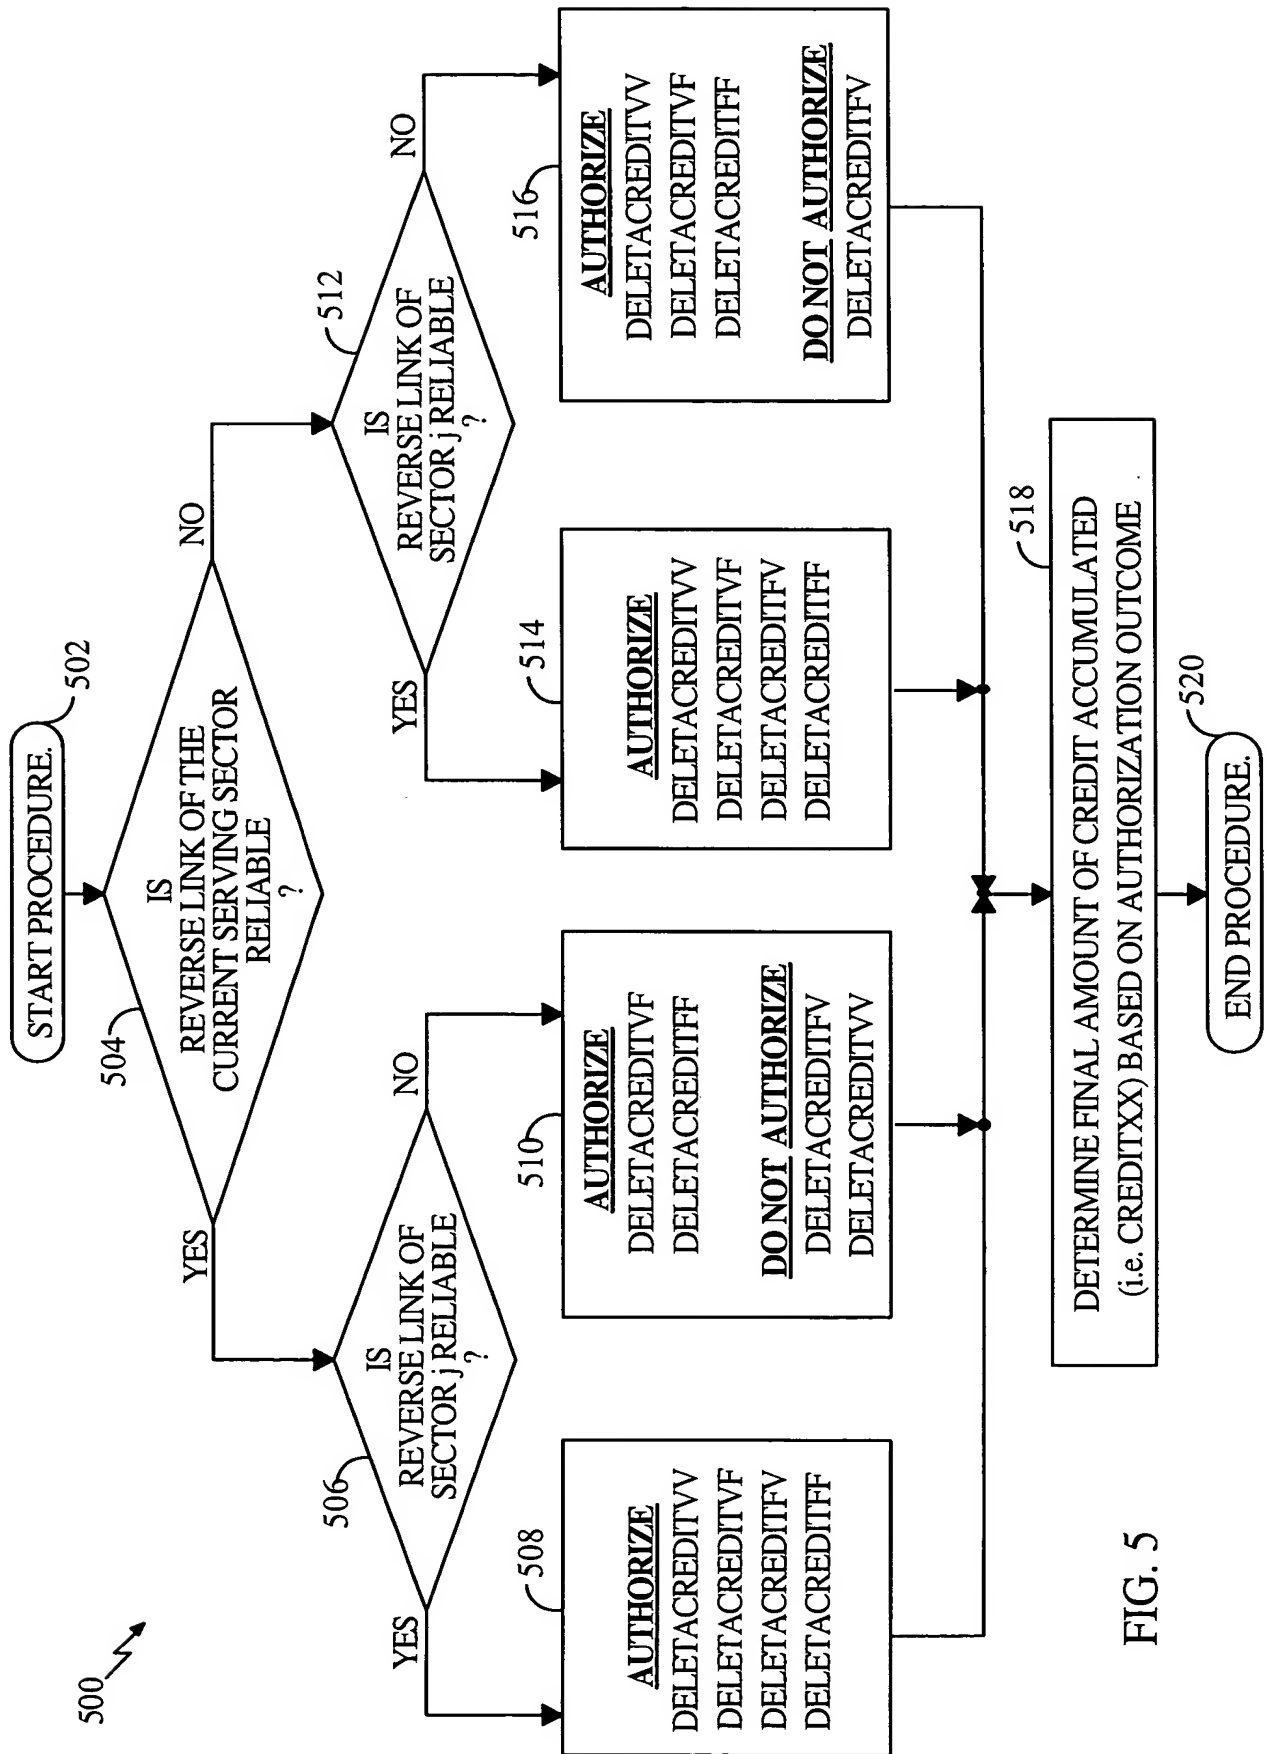 500
START PROCEDURE.
502
504
IS
REVERSE LINK OF THE
CURRENT SERVING SECTOR
RELIABLE
?
YES
NO
506
IS
REVERSE LINK OF
SECTOR j RELIABLE
?
YES
NO
512
IS
REVERSE LINK OF
SECTOR j RELIABLE
?
YES
NO
508
AUTHORIZE
DELETACREDITVV
DELETACREDITVF
DELETACREDITFV
DELETACREDITFF
510
AUTHORIZE
DELETACREDITVF
DELETACREDITFF
DO NOT AUTHORIZE
DELETACREDITFV
DELETACREDITVV
514
AUTHORIZE
DELETACREDITVV
DELETACREDITVF
DELETACREDITFV
DELETACREDITFF
516
AUTHORIZE
DELETACREDITVV
DELETACREDITVF
DELETACREDITFF
DO NOT AUTHORIZE
DELETACREDITFV
518
DETERMINE FINAL AMOUNT OF CREDIT ACCUMULATED
(i.e. CREDITXX) BASED ON AUTHORIZATION OUTCOME
520
END PROCEDURE.
FIG. 5